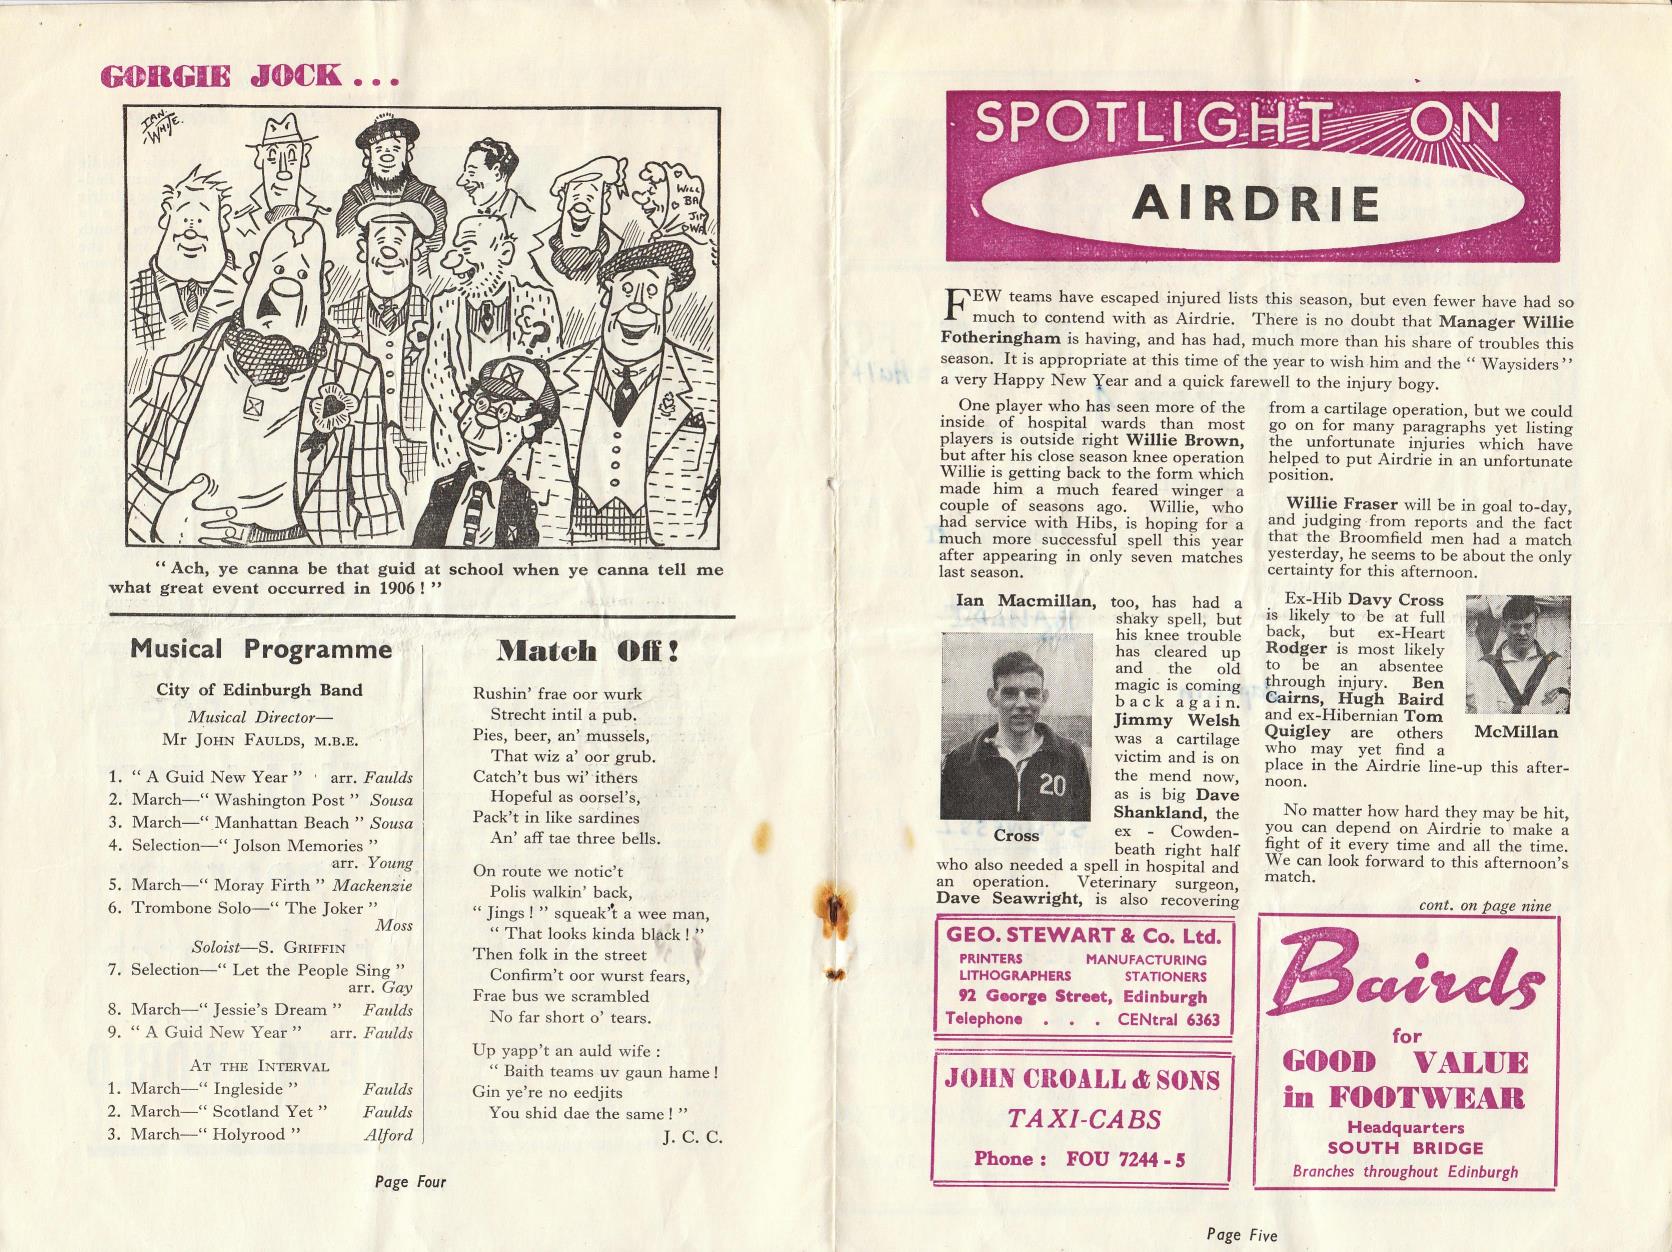 GORGIE JOCK . . .
IAN
WHITE.
WILL
BA
JIM
WA
?
" Ach, ye canna be that guid at school when ye canna tell me
what great event occurred in 1906 ! "
Musical Programme
City of Edinburgh Band
Musical Director—
Mr JOHN FAULDS, M.B.E.
1. " A Guid New Year " arr. Faulds
2. March—" Washington Post " Sousa
3. March—" Manhattan Beach " Sousa
4. Selection—" Jolson Memories "
arr. Young
5. March—" Moray Firth " Mackenzie
6. Trombone Solo—" The Joker "
Moss
Soloist—S. GRIFFIN
7. Selection—" Let the People Sing "
arr. Gay
8. March—" Jessie's Dream " Faulds
9. " A Guid New Year " arr. Faulds
AT THE INTERVAL
1. March—" Ingleside " Faulds
2. March—" Scotland Yet " Faulds
3. March—" Holyrood " Alford
Match Off !
Rushin' frae oor wurk
Strecht intil a pub.
Pies, beer, an' mussels,
That wiz a' oor grub.
Catch't bus wi' ithers
Hopeful as oorsel's,
Pack't in like sardines
An' aff tae three bells.
On route we notic't
Polis walkin' back,
" Jings ! " squeak't a wee man,
" That looks kinda black ! "
Then folk in the street
Confirm't oor wurst fears,
Frae bus we scrambled
No far short o' tears.
Up yapp't an auld wife :
" Baith teams uv gaun hame !
Gin ye're no eedjits
You shid dae the same ! "
J. C. C.
Page Four
SPOTLIGHT ON
AIRDRIE
FEW teams have escaped injured lists this season, but even fewer have had so
much to contend with as Airdrie. There is no doubt that Manager Willie
Fotheringham is having, and has had, much more than his share of troubles this
season. It is appropriate at this time of the year to wish him and the " Waysiders "
a very Happy New Year and a quick farewell to the injury bogy.
One player who has seen more of the
inside of hospital wards than most
players is outside right Willie Brown,
but after his close season knee operation
Willie is getting back to the form which
made him a much feared winger a
couple of seasons ago. Willie, who
had service with Hibs, is hoping for a
much more successful spell this year
after appearing in only seven matches
last season.
Ian Macmillan, too, has had a
shaky spell, but
his knee trouble
has cleared up
and the old
magic is coming
back again.
Jimmy Welsh
was a cartilage
victim and is on
the mend now,
as is big Dave
Shankland, the
ex - Cowden-
beath right half
20
Cross
who also needed a spell in hospital and
an operation. Veterinary surgeon,
Dave Seawright, is also recovering
from a cartilage operation, but we could
go on for many paragraphs yet listing
the unfortunate injuries which have
helped to put Airdrie in an unfortunate
position.
Willie Fraser will be in goal to-day,
and judging from reports and the fact
that the Broomfield men had a match
yesterday, he seems to be about the only
certainty for this afternoon.
Ex-Hib Davy Cross
is likely to be at full
back, but ex-Heart
Rodger is most likely
to be an absentee
through injury. Ben
Cairns, Hugh Baird
and ex-Hibernian Tom
Quigley are others
who may yet find a
place in the Airdrie line-up this after-
noon.
McMillan
No matter how hard they may be hit,
you can depend on Airdrie to make a
fight of it every time and all the time.
We can look forward to this afternoon's
match.
cont. on page nine
GEO. STEWART & Co. Ltd.
PRINTERS MANUFACTURING
LITHOGRAPHERS STATIONERS
92 George Street, Edinburgh
Telephone . . . CENtral 6363
JOHN CROALL & SONS
TAXI-CABS
Phone : FOU 7244 - 5
Bairds
for
GOOD VALUE
in FOOTWEAR
Headquarters
SOUTH BRIDGE
Branches throughout Edinburgh
Page Five